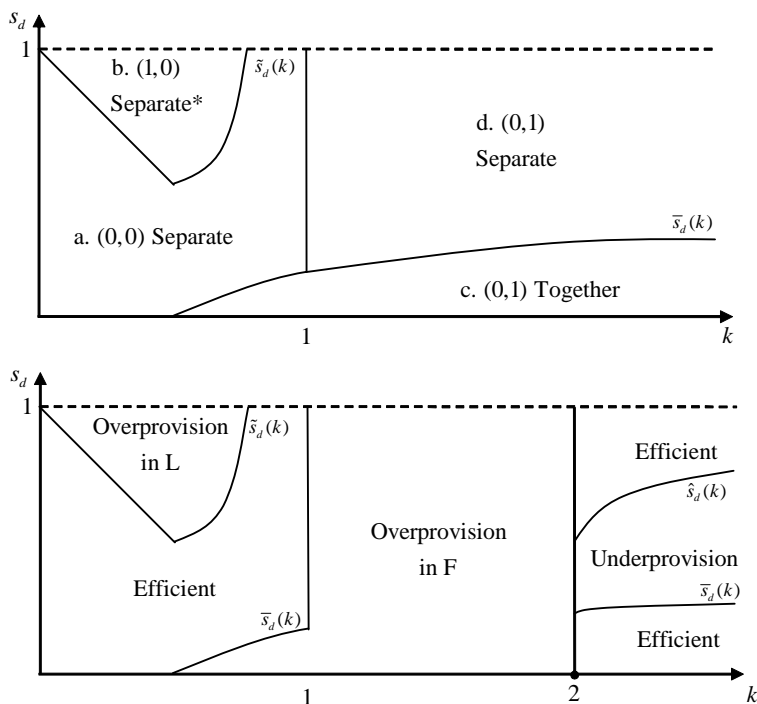 s_d
1
b. (1,0)
Separate*
s̃_d(k)
d. (0,1)
Separate
a. (0,0) Separate
s̅_d(k)
c. (0,1) Together
1
k
s_d
1
Overprovision
in L
s̃_d(k)
Efficient
ŝ_d(k)
Overprovision
in F
Underprovision
Efficient
s̅_d(k)
s̅_d(k)
Efficient
1
2
k